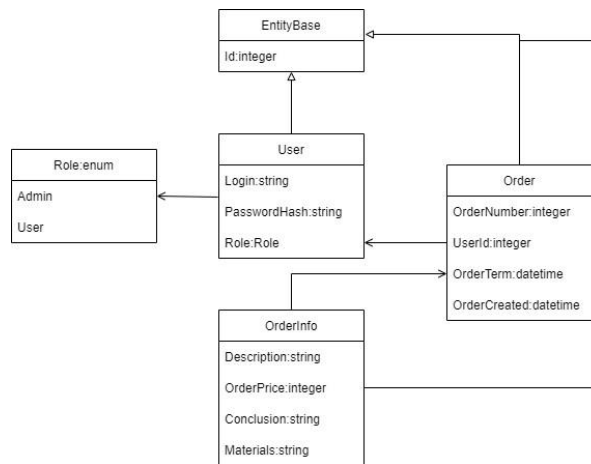 EntityBase
Id:integer
User
Login:string
PasswordHash:string
Role:Role
Role:enum
Admin
User
Order
OrderNumber:integer
UserId:integer
OrderTerm:datetime
OrderCreated:datetime
OrderInfo
Description:string
OrderPrice:integer
Conclusion:string
Materials:string